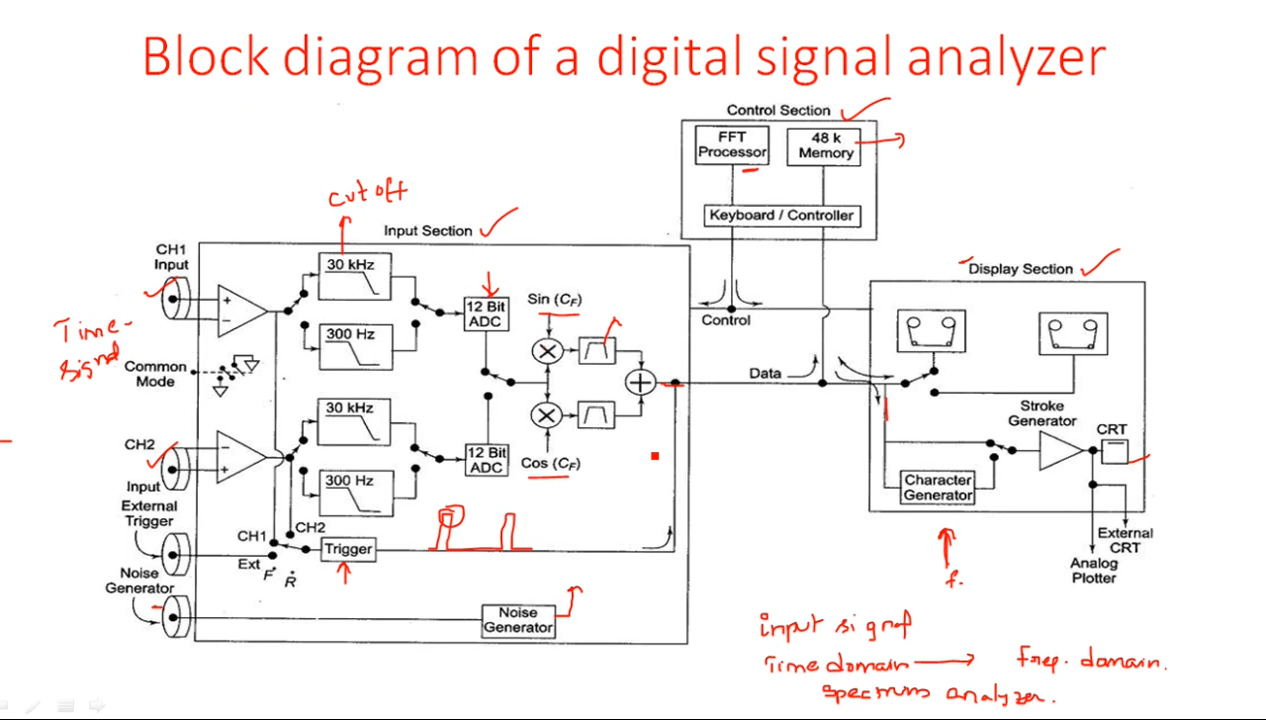 Block diagram of a digital signal analyzer
Control Section
FFT
Processor
48 k
Memory
Keyboard / Controller
cut off
Input Section
CH1
Input
30 kHz
300 Hz
12 Bit
ADC
Sin (CF)
Time-
signal
Common
Mode
CH2
Input
30 kHz
300 Hz
12 Bit
ADC
Cos (CF)
Control
Data
Display Section
Stroke
Generator
CRT
Character
Generator
External
CRT
Analog
Plotter
External
Trigger
CH1
CH2
Ext
F
R
Trigger
Noise
Generator
Noise
Generator
f.
input signal
Time domain → Freq. domain.
spectrum analyzer.